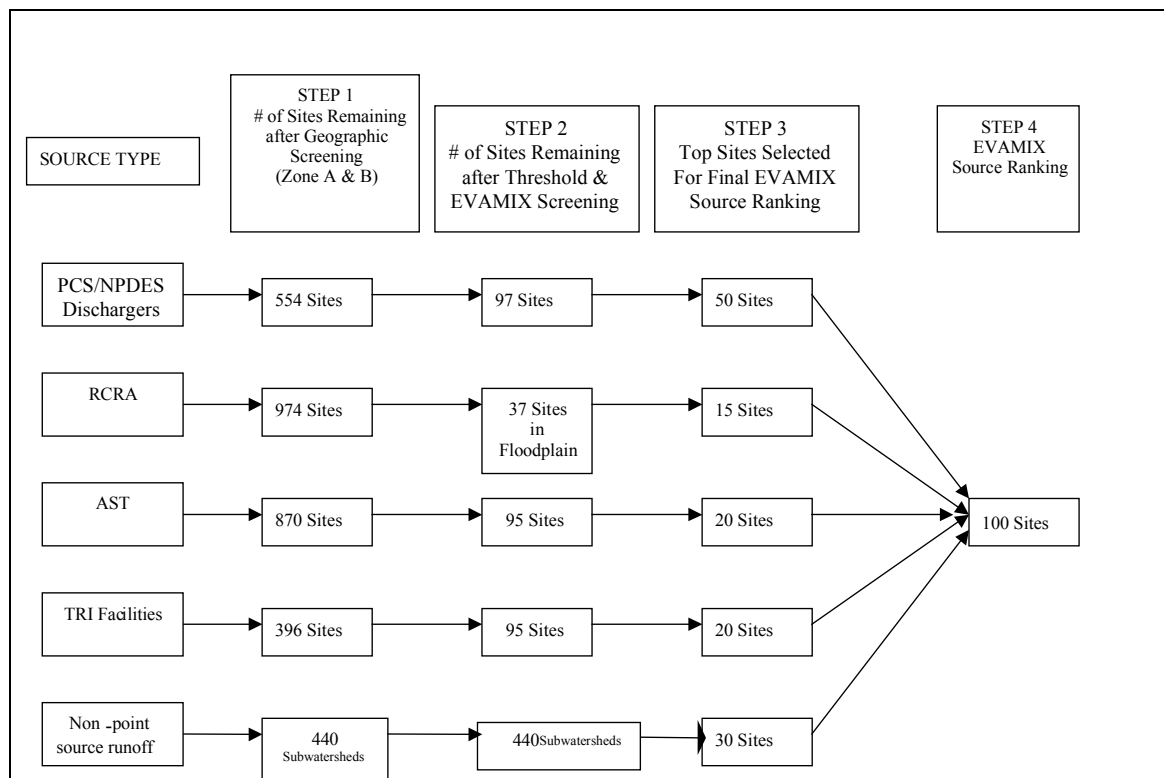 SOURCE TYPE
STEP 1
# of Sites Remaining
after Geographic
Screening
(Zone A & B)
STEP 2
# of Sites Remaining
after Threshold &
EVAMIX Screening
STEP 3
Top Sites Selected
For Final EVAMIX
Source Ranking
STEP 4
EVAMIX
Source Ranking
PCS/NPDES
Dischargers
554 Sites
97 Sites
50 Sites
RCRA
974 Sites
37 Sites
in
Floodplain
15 Sites
AST
870 Sites
95 Sites
20 Sites
100 Sites
TRI Facilities
396 Sites
95 Sites
20 Sites
Non -point
source runoff
440
Subwatersheds
440Subwatersheds
30 Sites